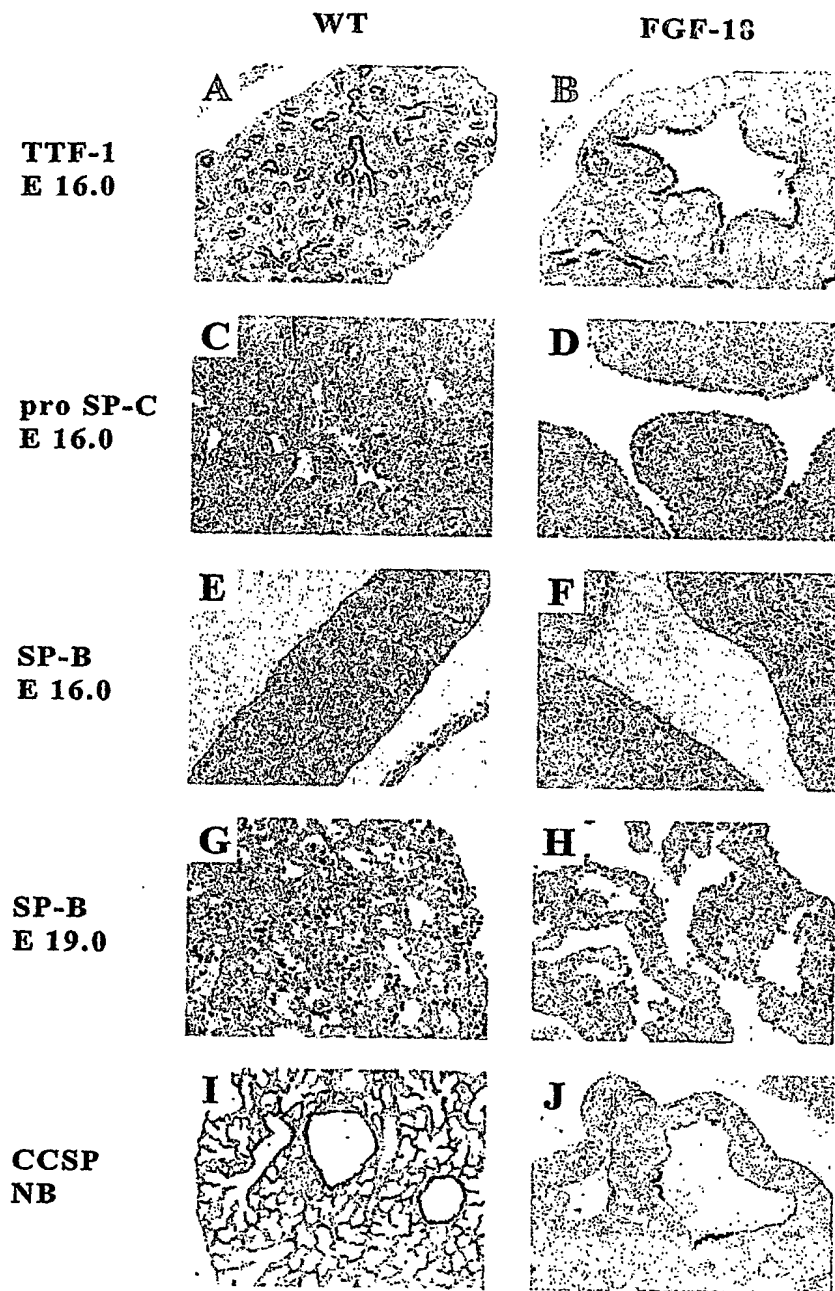 WT FGF-18
A B
TTF-1
E 16.0
C D
pro SP-C
E 16.0
E F
SP-B
E 16.0
G H
SP-B
E 19.0
I J
CCSP
NB